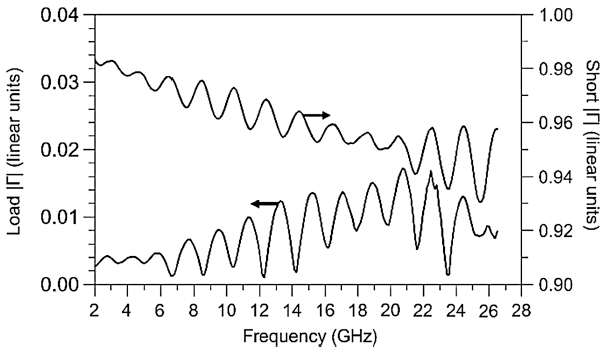 0.04
0.03
0.02
0.01
0.00
Load |Γ| (linear units)
1.00
0.98
0.96
0.94
0.92
0.90
Short |Γ| (linear units)
2 4 6 8 10 12 14 16 18 20 22 24 26 28
Frequency (GHz)